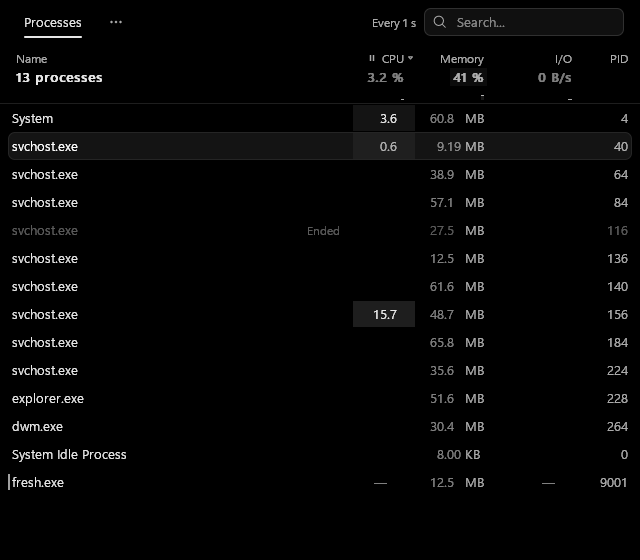 Processes ··· Every 1 s Search...
Name CPU Memory I/O PID
13 processes 3.2 % 41 % 0 B/s
- - -
System 3.6 60.8 MB 4
svchost.exe 0.6 9.19 MB 40
svchost.exe 38.9 MB 64
svchost.exe 57.1 MB 84
svchost.exe Ended 27.5 MB 116
svchost.exe 12.5 MB 136
svchost.exe 61.6 MB 140
svchost.exe 15.7 48.7 MB 156
svchost.exe 65.8 MB 184
svchost.exe 35.6 MB 224
explorer.exe 51.6 MB 228
dwm.exe 30.4 MB 264
System Idle Process 8.00 KB 0
fresh.exe — 12.5 MB — 9001